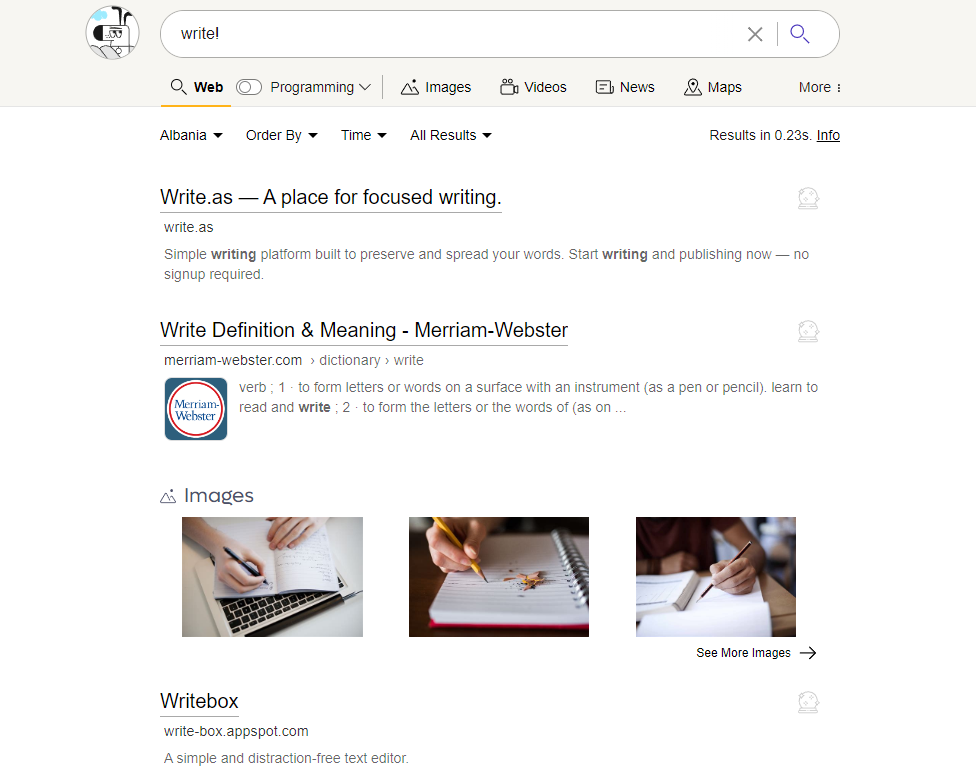 write!
Web Programming Images Videos News Maps More
Albania Order By Time All Results Results in 0.23s. Info
Write.as — A place for focused writing.
write.as
Simple writing platform built to preserve and spread your words. Start writing and publishing now — no
signup required.
Write Definition & Meaning - Merriam-Webster
merriam-webster.com › dictionary › write
Merriam-
Webster
verb ; 1 · to form letters or words on a surface with an instrument (as a pen or pencil). learn to
read and write ; 2 · to form the letters or the words of (as on ...
Images
See More Images
Writebox
write-box.appspot.com
A simple and distraction-free text editor.